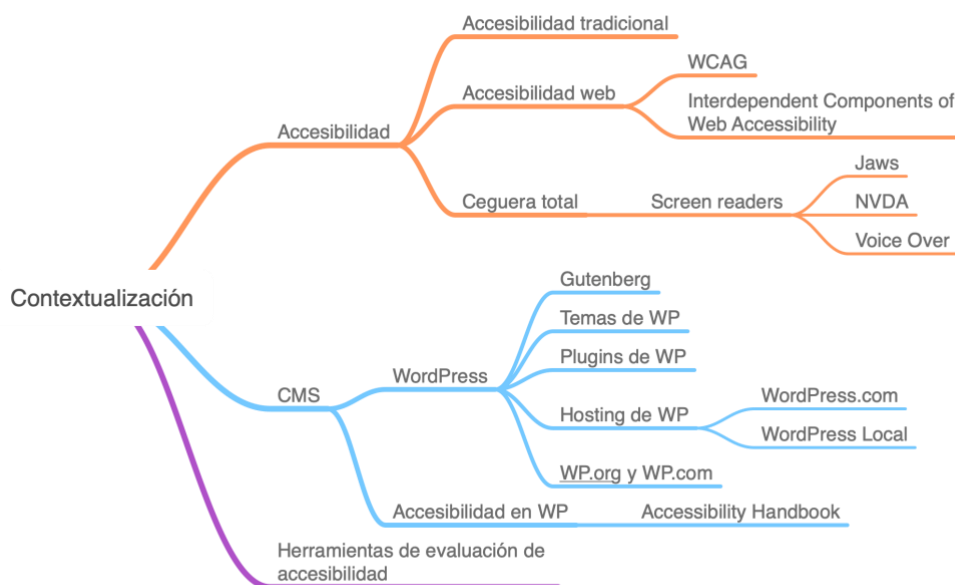 Accesibilidad tradicional
WCAG
Accesibilidad web
Interdependent Components of
Web Accessibility
Accesibilidad
Jaws
Ceguera total
Screen readers
NVDA
Voice Over
Contextualización
Gutenberg
Temas de WP
Plugins de WP
WordPress
CMS
WordPress.com
Hosting de WP
WordPress Local
WP.org y WP.com
Accesibilidad en WP
Accessibility Handbook
Herramientas de evaluación de
accesibilidad